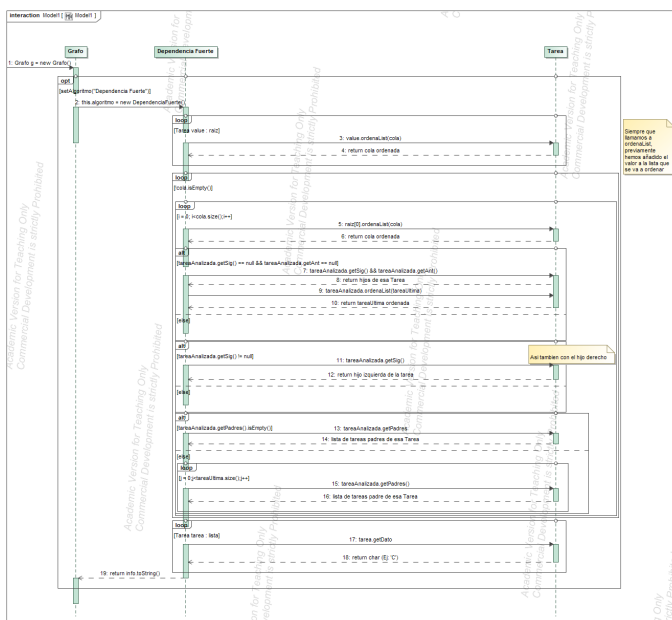 interaction Model1 [ Model1 ]
Grafo
Dependencia Fuerte
Tarea
1: Grafo g = new Grafo()
opt
[setAlgoritmo("Dependencia Fuerte")]
2: this.algoritmo = new DependenciaFuerte()
loop
[Tarea value : raiz]
3: value.ordenaList(cola)
4: return cola ordenada
Siempre que
llamamos a
ordenaList,
previamente
hemos añadido el
valor a la lista que
se va a ordenar
loop
[!cola.isEmpty()]
loop
[i = 0; i<cola.size();i++]
5: raiz[0].ordenaList(cola)
6: return cola ordenada
alt
[tareaAnalizada.getSig() == null && tareaAnalizada.getAnt == null]
7: tareaAnalizada.getSig() && tareaAnalizada.getAnt()
8: return hijos de esa Tarea
9: tareaAnalizada.ordenaList(tareaUltima)
10: return tareaUltima ordenada
[else]
alt
[tareaAnalizada.getSig() != null]
Asi tambien con el hijo derecho
11: tareaAnalizada.getSig()
12: return hijo izquierda de la tarea
[else]
alt
[tareaAnalizada.getPadres().isEmpty()]
13: tareaAnalizada.getPadres
14: lista de tareas padres de esa Tarea
[else]
loop
[j = 0;j<tareaUltima.size();j++]
15: tareaAnalizada.getPadres()
16: lista de tareas padre de esa Tarea
loop
[Tarea tarea : lista]
17: tarea.getDato
18: return char (Ej: 'C')
19: return info.toString()
Academic Version for Teaching Only
Commercial Development is strictly Prohibited